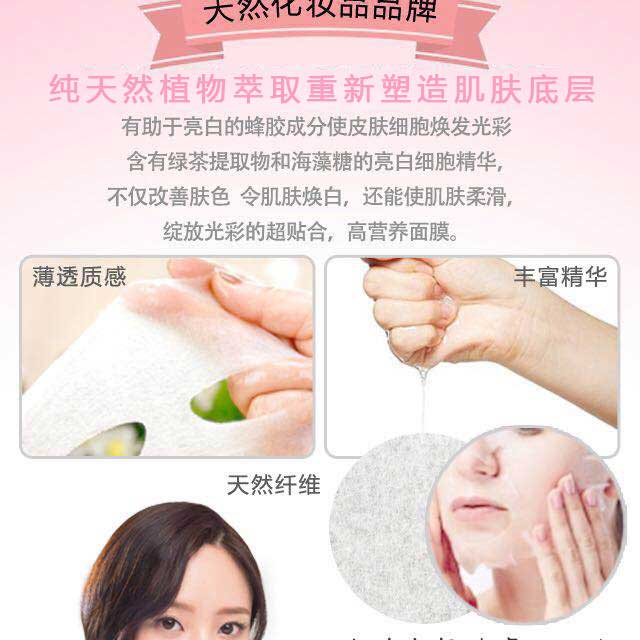 天然化妆品品牌
纯天然植物萃取重新塑造肌肤底层
有助于亮白的蜂胶成分使皮肤细胞焕发光彩
含有绿茶提取物和海藻糖的亮白细胞精华，
不仅改善肤色 令肌肤焕白，还能使肌肤柔滑，
绽放光彩的超贴合，高营养面膜。
薄透质感
丰富精华
天然纤维